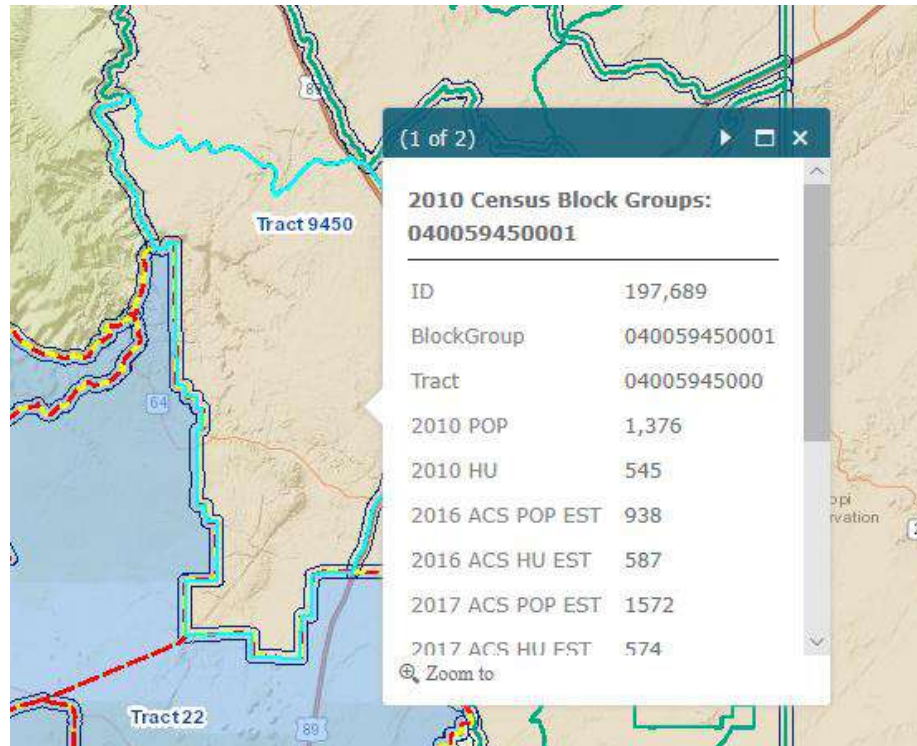 89
(1 of 2)
2010 Census Block Groups:
040059450001
Tract 9450
ID 197,689
BlockGroup 040059450001
Tract 04005945000
64
2010 POP 1,376
2010 HU 545
2016 ACS POP EST 938
2016 ACS HU EST 587
2017 ACS POP EST 1572
2017 ACS HU EST 574
Zoom to
Tract 22
89